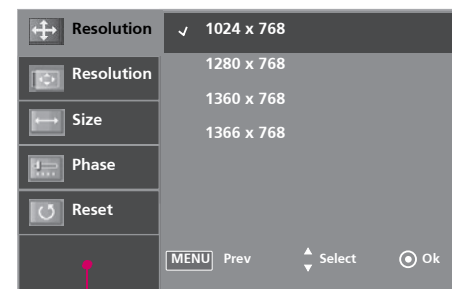 Resolution
Resolution
Size
Phase
Reset
✓ 1024 x 768
1280 x 768
1360 x 768
1366 x 768
MENU Prev Select Ok